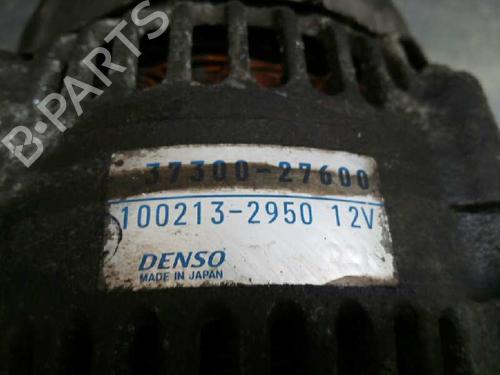 B-PARTS
37300-27600
100213-2950 12V
DENSO
MADE IN JAPAN